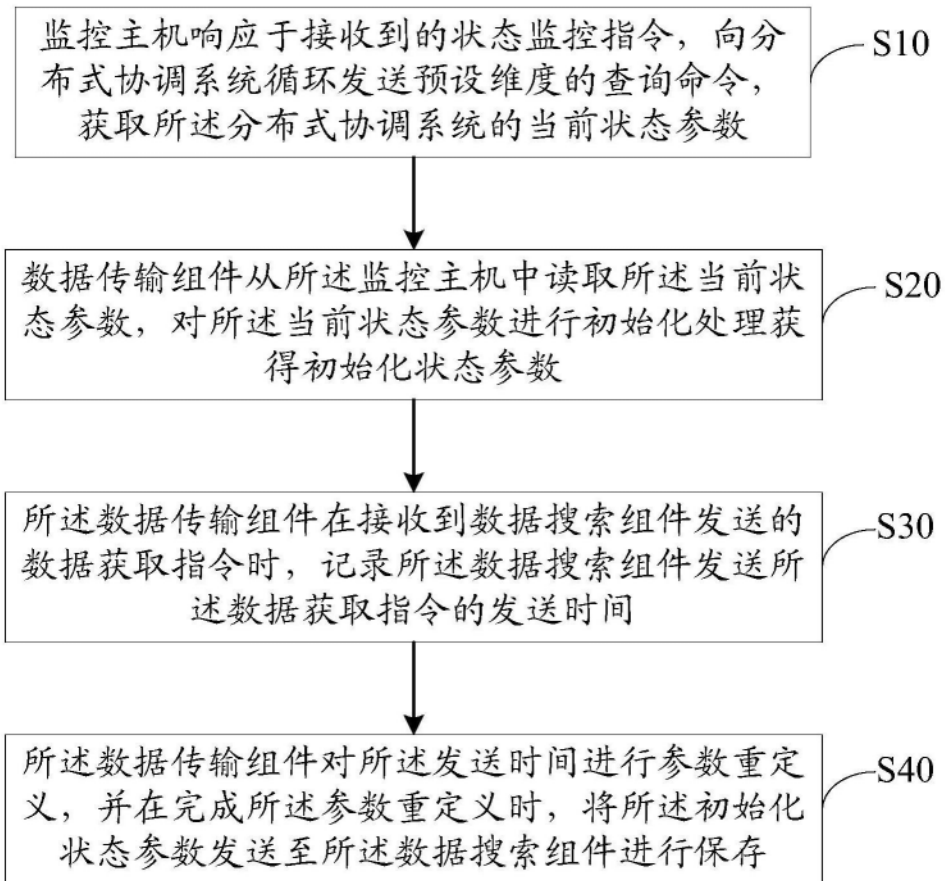 监控主机响应于接收到的状态监控指令，向分
布式协调系统循环发送预设维度的查询命令，
获取所述分布式协调系统的当前状态参数
S10
数据传输组件从所述监控主机中读取所述当前状
态参数，对所述当前状态参数进行初始化处理获
得初始化状态参数
S20
所述数据传输组件在接收到数据搜索组件发送的
数据获取指令时，记录所述数据搜索组件发送所
述数据获取指令的发送时间
S30
所述数据传输组件对所述发送时间进行参数重定
义，并在完成所述参数重定义时，将所述初始化
状态参数发送至所述数据搜索组件进行保存
S40